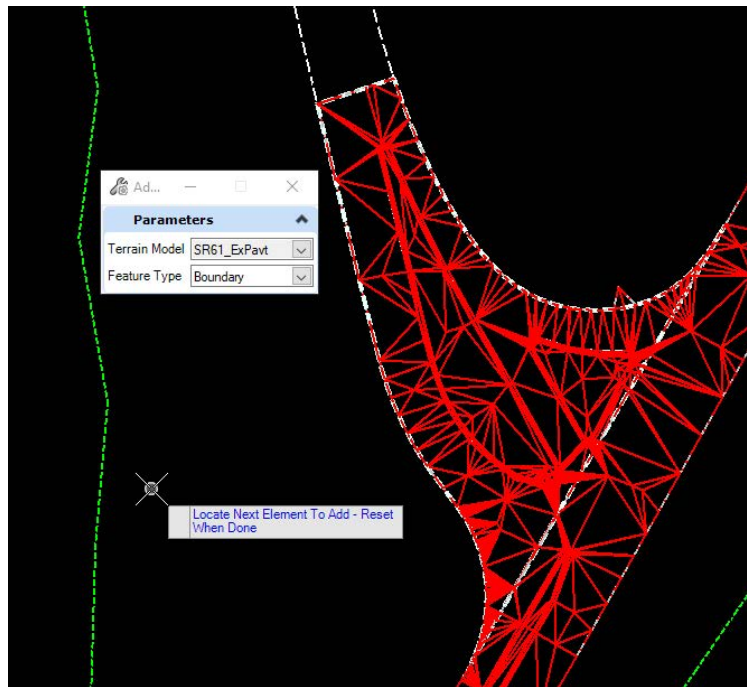 Ad...
Parameters
Terrain Model SR61_ExPavt
Feature Type Boundary
Locate Next Element To Add - Reset
When Done